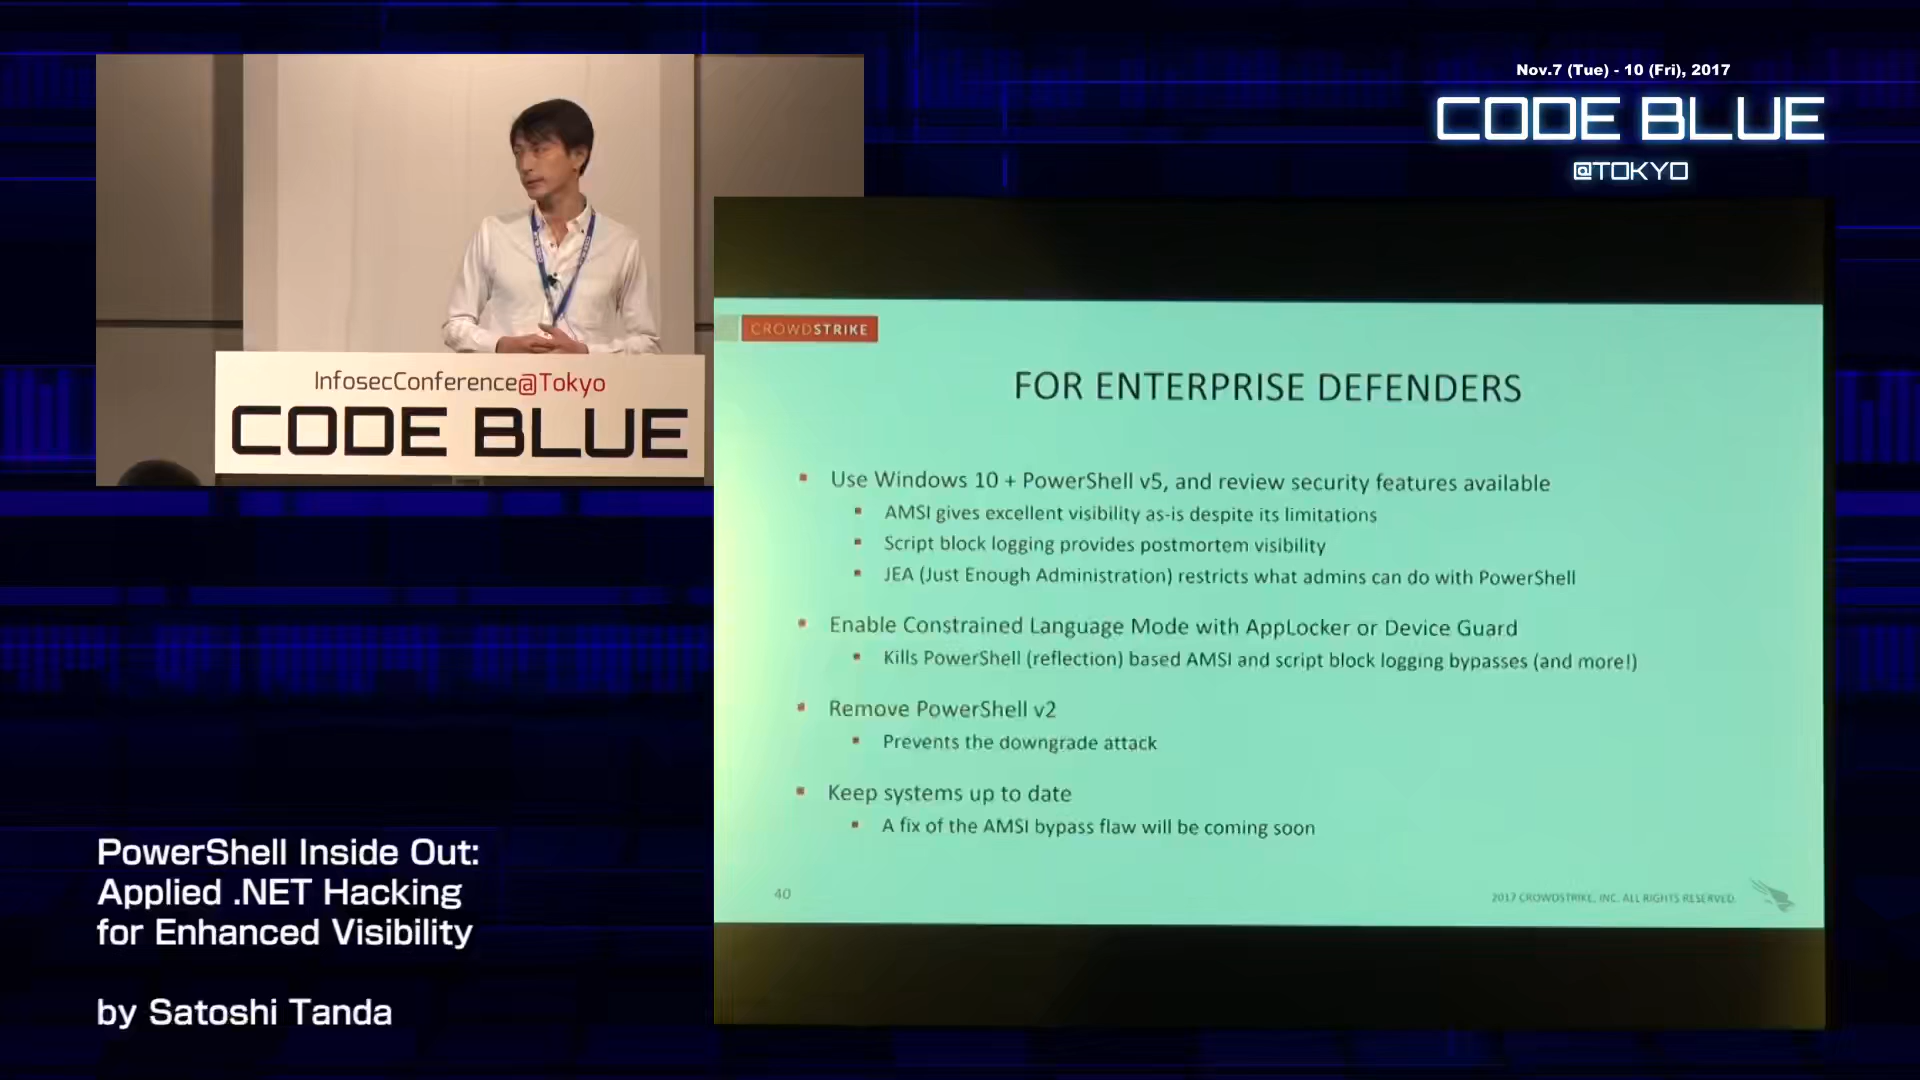 Nov.7 (Tue) - 10 (Fri), 2017
CODE BLUE
@TOKYO
InfosecConference@Tokyo
CODE BLUE
CROWDSTRIKE
FOR ENTERPRISE DEFENDERS
▪ Use Windows 10 + PowerShell v5, and review security features available
▪ AMSI gives excellent visibility as-is despite its limitations
▪ Script block logging provides postmortem visibility
▪ JEA (Just Enough Administration) restricts what admins can do with PowerShell
▪ Enable Constrained Language Mode with AppLocker or Device Guard
▪ Kills PowerShell (reflection) based AMSI and script block logging bypasses (and more!)
▪ Remove PowerShell v2
▪ Prevents the downgrade attack
▪ Keep systems up to date
▪ A fix of the AMSI bypass flaw will be coming soon
40
2017 CROWDSTRIKE, INC. ALL RIGHTS RESERVED.
PowerShell Inside Out:
Applied .NET Hacking
for Enhanced Visibility
by Satoshi Tanda